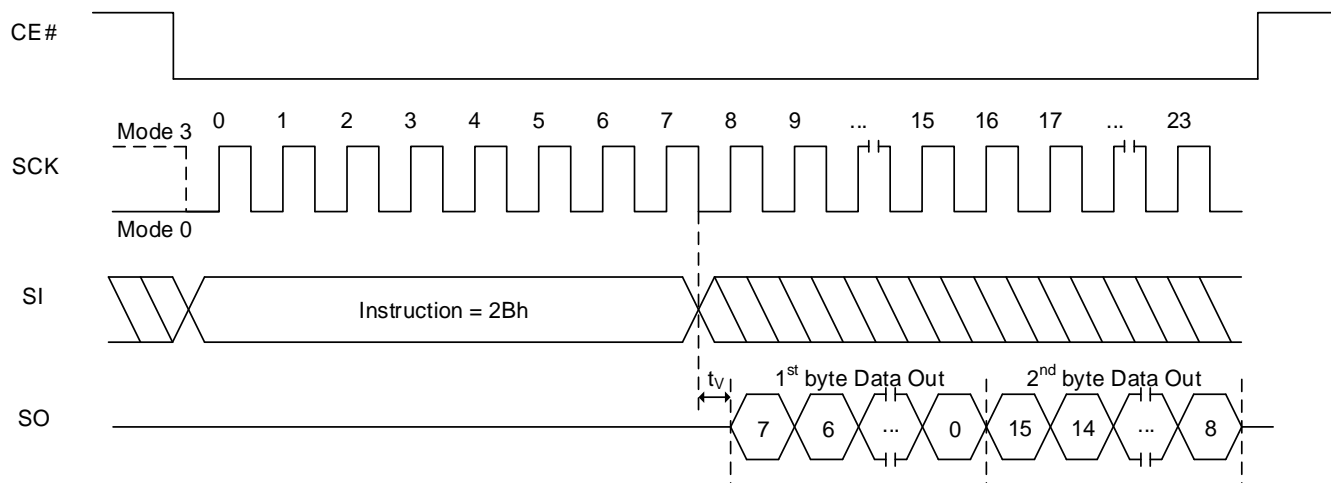 CE#
0 1 2 3 4 5 6 7 8 9 ... 15 16 17 ... 23
Mode 3
SCK
Mode 0
SI
Instruction = 2Bh
tV
1st byte Data Out
2nd byte Data Out
SO
7 6 ... 0 15 14 ... 8